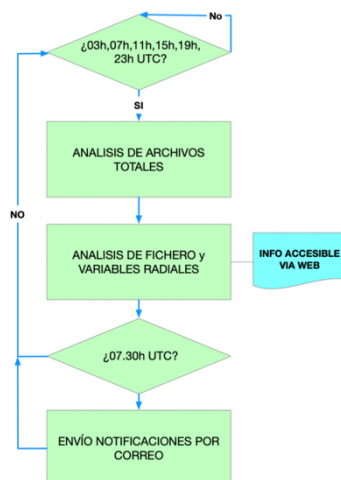 No
¿03h,07h,11h,15h,19h,
23h UTC?
SI
ANALISIS DE ARCHIVOS
TOTALES
NO
ANALISIS DE FICHERO y
VARIABLES RADIALES
INFO ACCESIBLE
VIA WEB
¿07.30h UTC?
ENVÍO NOTIFICACIONES POR
CORREO